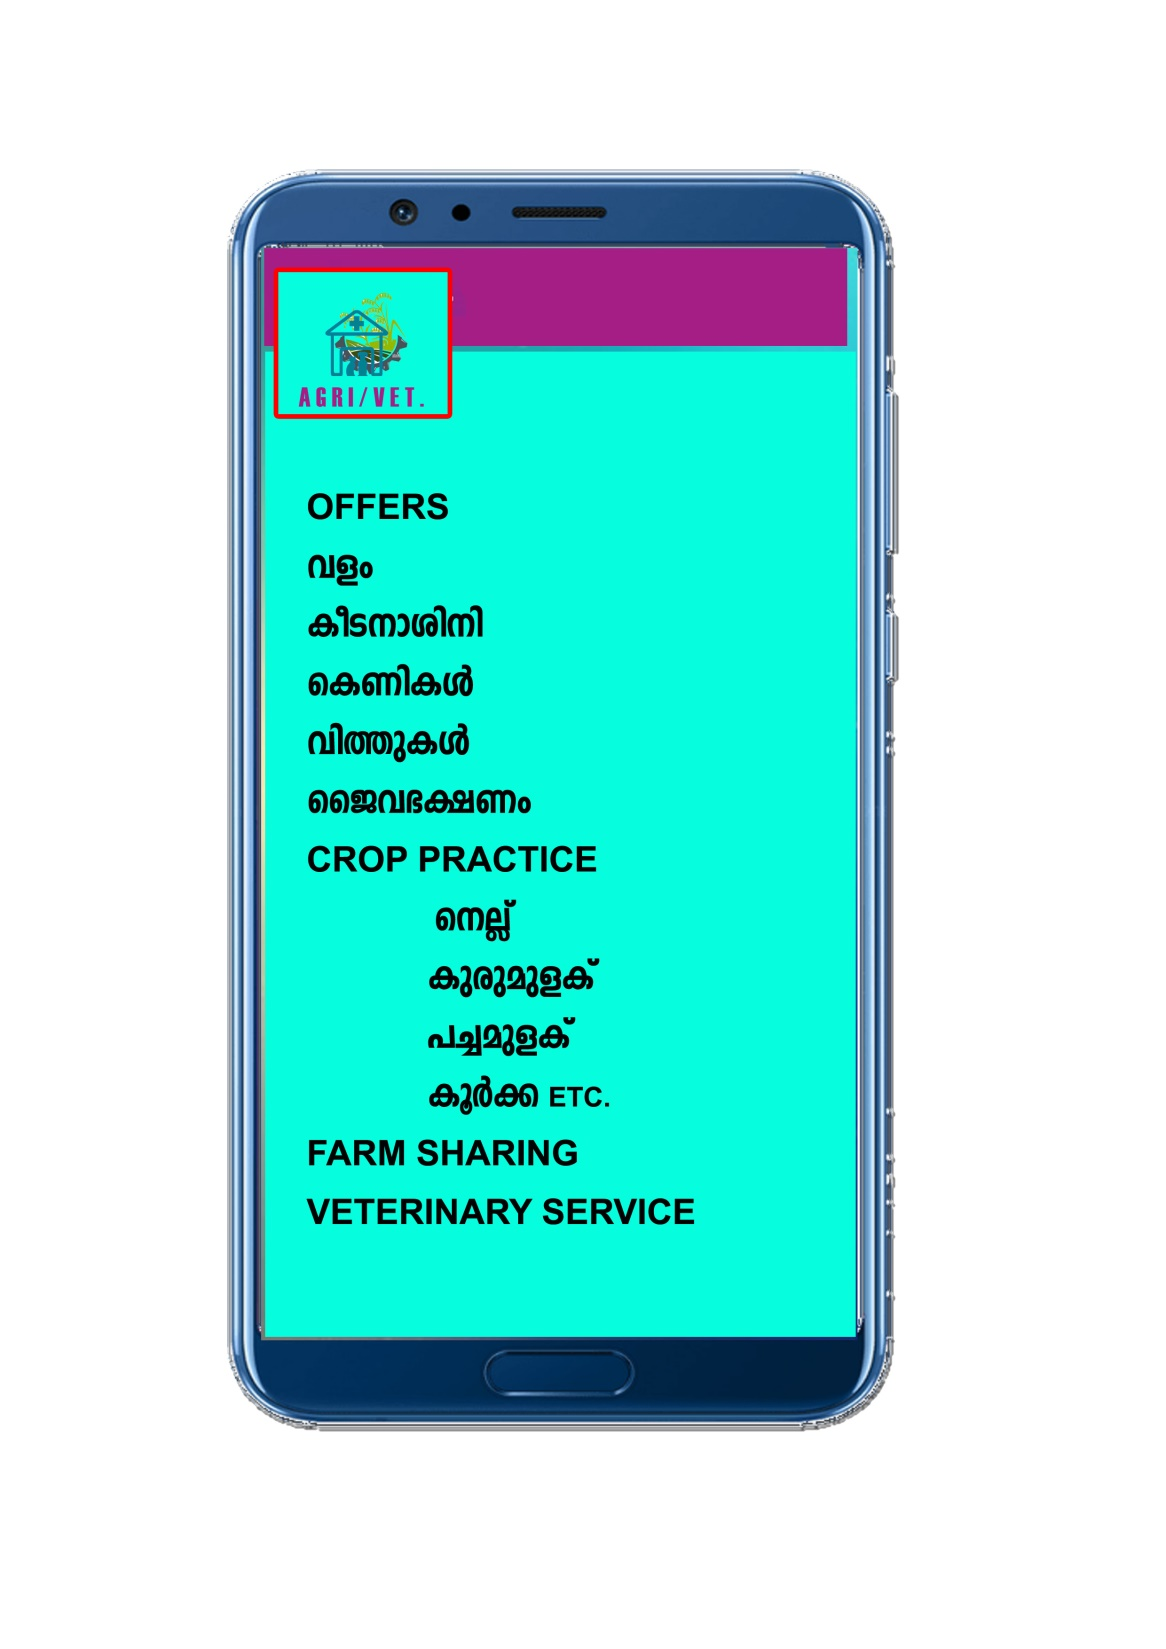 AGRI/VET.
OFFERS
വളം
കീടനാശിനി
കെണികൾ
വിത്തുകൾ
ജൈവഭക്ഷണം
CROP PRACTICE
നെല്ല്
കുരുമുളക്
പച്ചമുളക്
കൂർക്ക ETC.
FARM SHARING
VETERINARY SERVICE